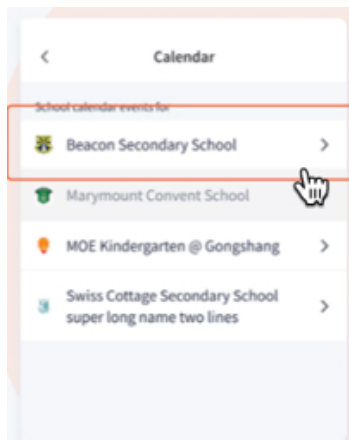 Calendar
School calendar events for
Beacon Secondary School
Marymount Convent School
MOE Kindergarten @ Gongshang
Swiss Cottage Secondary School
super long name two lines